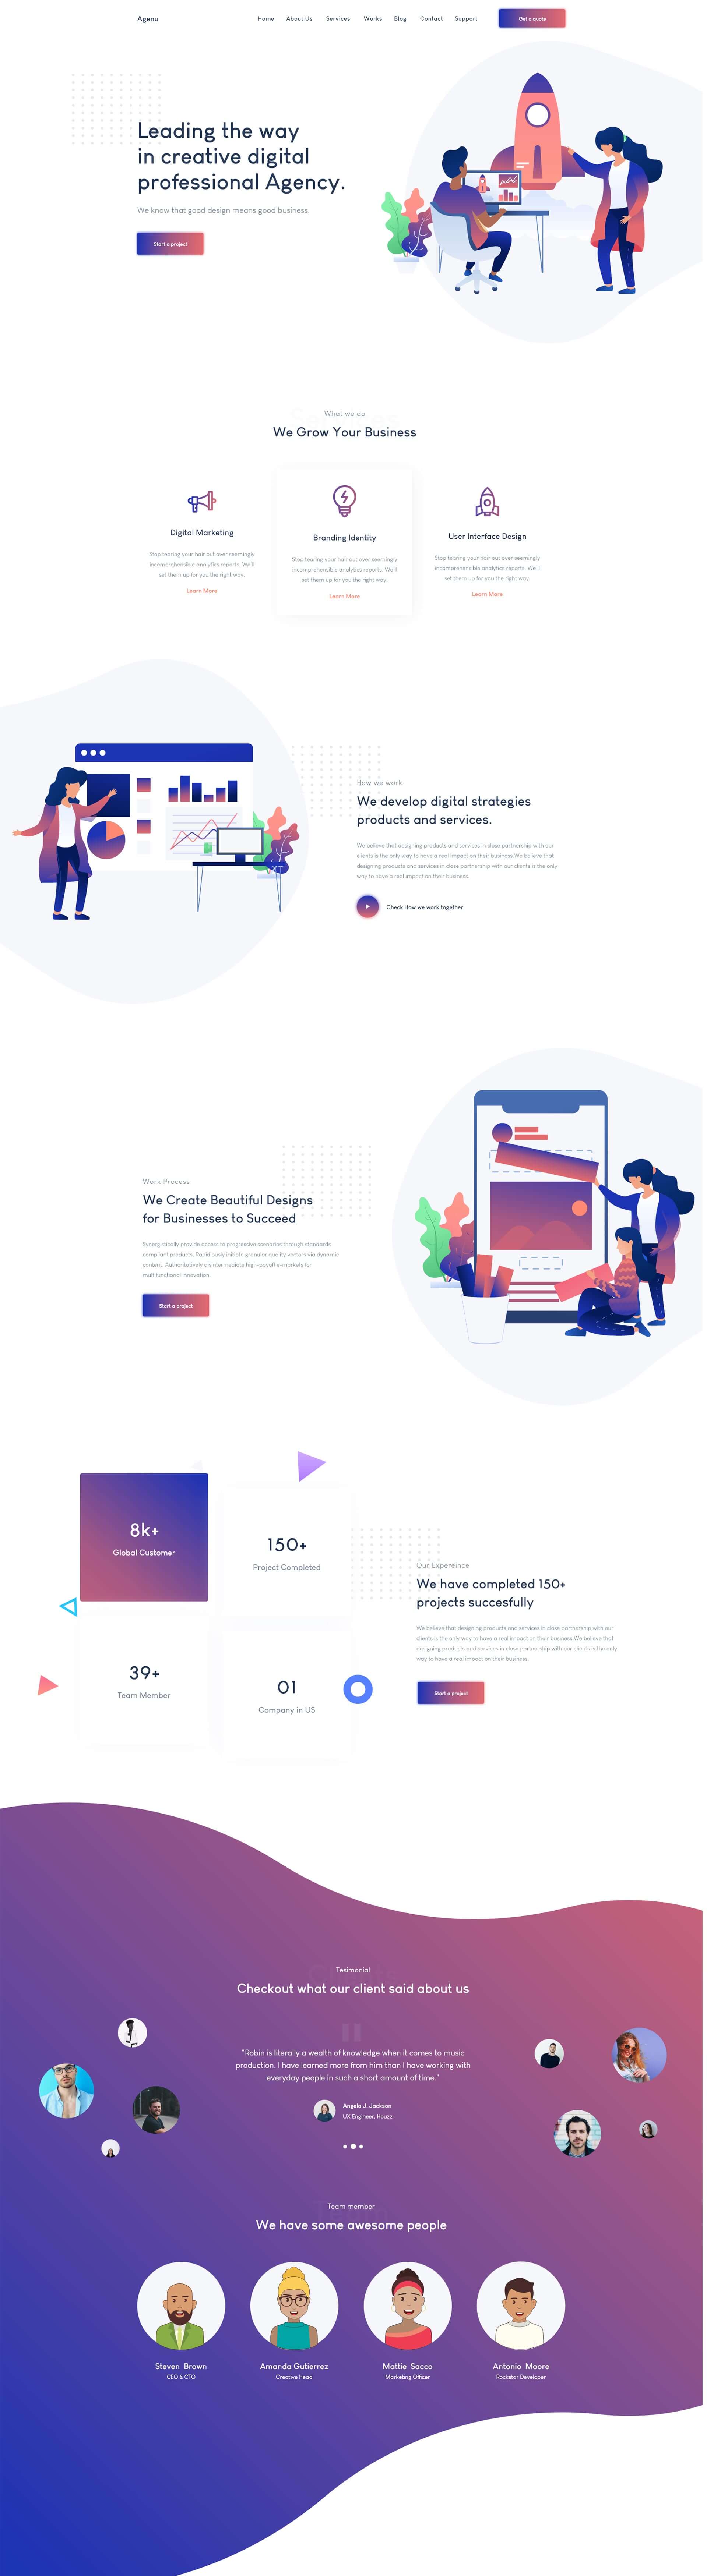 Agenu
Home About Us Services Works Blog Contact Support Get a quote
Leading the way
in creative digital
professional Agency.
We know that good design means good business.
Start a project
What we do
We Grow Your Business
Digital Marketing
Stop tearing your hair out over seemingly
incomprehensible analytics reports. We'll
set them up for you the right way.
Learn More
Branding Identity
Stop tearing your hair out over seemingly
incomprehensible analytics reports. We'll
set them up for you the right way.
Learn More
User Interface Design
Stop tearing your hair out over seemingly
incomprehensible analytics reports. We'll
set them up for you the right way.
Learn More
How we work
We develop digital strategies
products and services.
We believe that designing products and services in close partnership with our
clients is the only way to have a real impact on their business.We believe that
designing products and services in close partnership with our clients is the only
way to have a real impact on their business.
Check How we work together
Work Process
We Create Beautiful Designs
for Businesses to Succeed
Synergistically provide access to progressive scenarios through standards
compliant products. Rapidiously initiate granular quality vectors via dynamic
content. Authoritatively disintermediate high-payoff e-markets for
multifunctional innovation.
Start a project
8k+
Global Customer
150+
Project Completed
39+
Team Member
01
Company in US
Our Expereince
We have completed 150+
projects succesfully
We believe that designing products and services in close partnership with our
clients is the only way to have a real impact on their business.We believe that
designing products and services in close partnership with our clients is the only
way to have a real impact on their business.
Start a project
Tesimonial
Checkout what our client said about us
"Robin is literally a wealth of knowledge when it comes to music
production. I have learned more from him than I have working with
everyday people in such a short amount of time."
Angela J. Jackson
UX Engineer, Houzz
Team member
We have some awesome people
Steven Brown
CEO & CTO
Amanda Gutierrez
Creative Head
Mattie Sacco
Marketing Officer
Antonio Moore
Rockstar Developer